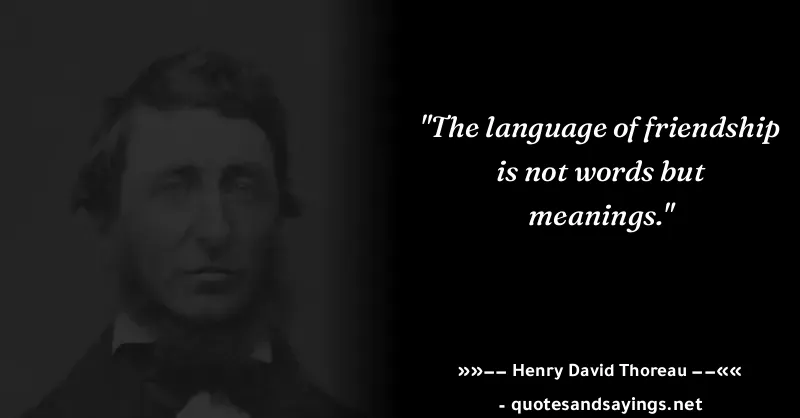 "The language of friendship
is not words but
meanings."
»»−− Henry David Thoreau −−««
- quotesandsayings.net